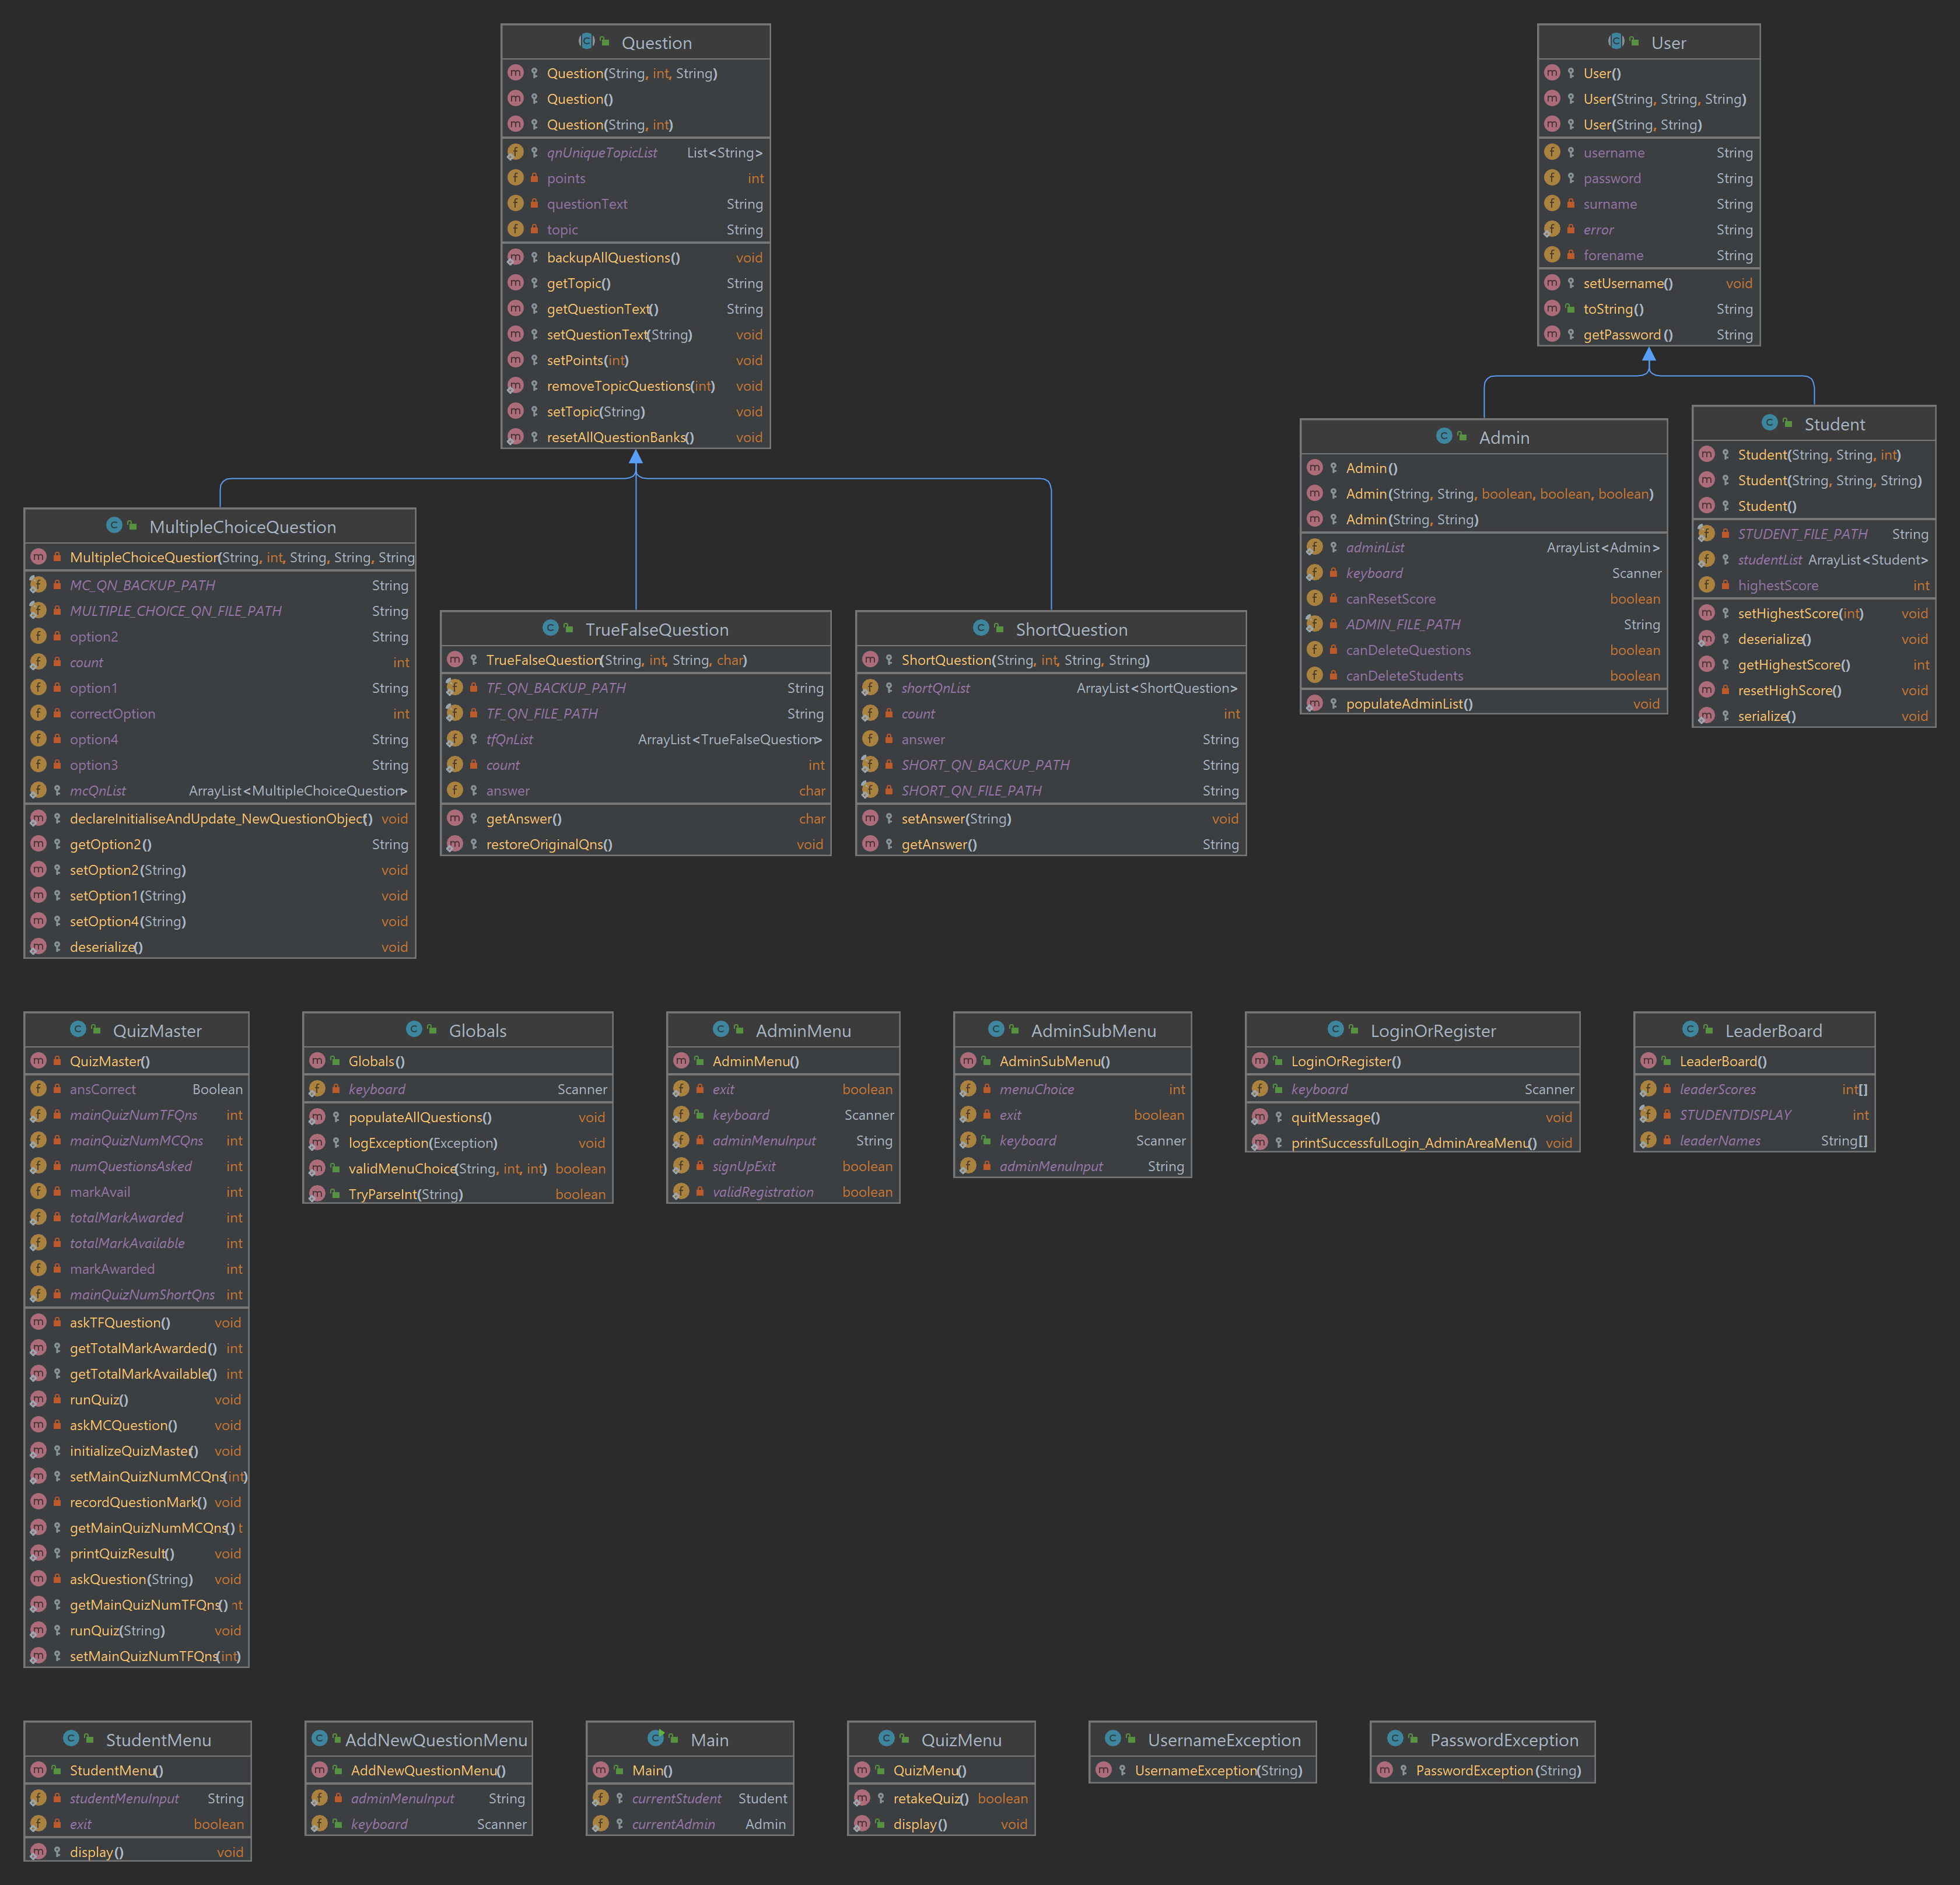 Question
Question(String, int, String)
Question()
Question(String, int)
qnUniqueTopicList List<String>
points int
questionText String
topic String
backupAllQuestions() void
getTopic() String
getQuestionText() String
setQuestionText(String) void
setPoints(int) void
removeTopicQuestions(int) void
setTopic(String) void
resetAllQuestionBanks() void
User
User()
User(String, String, String)
User(String, String)
username String
password String
surname String
error String
forename String
setUsername() void
toString() String
getPassword() String
MultipleChoiceQuestion
MultipleChoiceQuestion(String, int, String, String, String
MC_QN_BACKUP_PATH String
MULTIPLE_CHOICE_QN_FILE_PATH String
option2 String
count int
option1 String
correctOption int
option4 String
option3 String
mcQnList ArrayList<MultipleChoiceQuestion>
declareInitialiseAndUpdate_NewQuestionObject() void
getOption2() String
setOption2(String) void
setOption1(String) void
setOption4(String) void
deserialize() void
TrueFalseQuestion
TrueFalseQuestion(String, int, String, char)
TF_QN_BACKUP_PATH String
TF_QN_FILE_PATH String
tfQnList ArrayList<TrueFalseQuestion>
count int
answer char
getAnswer() char
restoreOriginalQns() void
ShortQuestion
ShortQuestion(String, int, String, String)
shortQnList ArrayList<ShortQuestion>
count int
answer String
SHORT_QN_BACKUP_PATH String
SHORT_QN_FILE_PATH String
setAnswer(String) void
getAnswer() String
Admin
Admin()
Admin(String, String, boolean, boolean, boolean)
Admin(String, String)
adminList ArrayList<Admin>
keyboard Scanner
canResetScore boolean
ADMIN_FILE_PATH String
canDeleteQuestions boolean
canDeleteStudents boolean
populateAdminList() void
Student
Student(String, String, int)
Student(String, String, String)
Student()
STUDENT_FILE_PATH String
studentList ArrayList<Student>
highestScore int
setHighestScore(int) void
deserialize() void
getHighestScore() int
resetHighScore() void
serialize() void
QuizMaster
QuizMaster()
ansCorrect Boolean
mainQuizNumTFQns int
mainQuizNumMCQns int
numQuestionsAsked int
markAvail int
totalMarkAwarded int
totalMarkAvailable int
markAwarded int
mainQuizNumShortQns int
askTFQuestion() void
getTotalMarkAwarded() int
getTotalMarkAvailable() int
runQuiz() void
askMCQuestion() void
initializeQuizMaster() void
setMainQuizNumMCQns(int)
recordQuestionMark() void
getMainQuizNumMCQns() t
printQuizResult() void
askQuestion(String) void
getMainQuizNumTFQns() nt
runQuiz(String) void
setMainQuizNumTFQns(int)
Globals
Globals()
keyboard Scanner
populateAllQuestions() void
logException(Exception) void
validMenuChoice(String, int, int) boolean
TryParseInt(String) boolean
AdminMenu
AdminMenu()
exit boolean
keyboard Scanner
adminMenuInput String
signUpExit boolean
validRegistration boolean
AdminSubMenu
AdminSubMenu()
menuChoice int
exit boolean
keyboard Scanner
adminMenuInput String
LoginOrRegister
LoginOrRegister()
keyboard Scanner
quitMessage() void
printSuccessfulLogin_AdminAreaMenu() void
LeaderBoard
LeaderBoard()
leaderScores int[]
STUDENTDISPLAY int
leaderNames String[]
StudentMenu
StudentMenu()
studentMenuInput String
exit boolean
display() void
AddNewQuestionMenu
AddNewQuestionMenu()
adminMenuInput String
keyboard Scanner
Main
Main()
currentStudent Student
currentAdmin Admin
QuizMenu
QuizMenu()
retakeQuiz() boolean
display() void
UsernameException
UsernameException(String)
PasswordException
PasswordException(String)